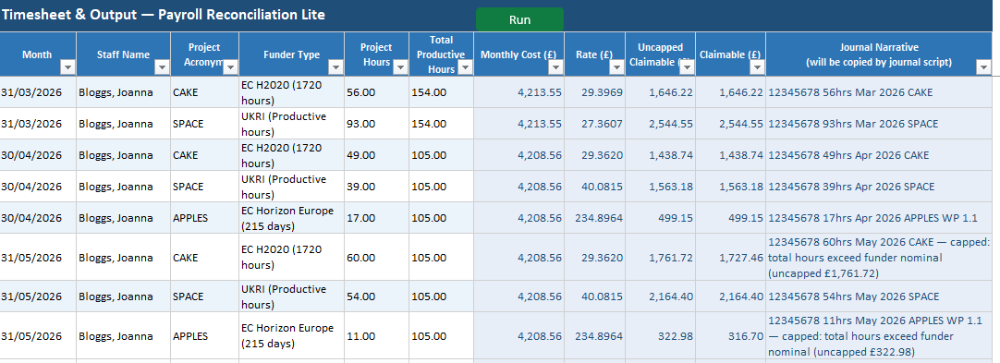 Timesheet & Output — Payroll Reconciliation Lite
Run
Month Staff Name Project Acronym Funder Type Project Hours Total Productive Hours Monthly Cost (£) Rate (£) Uncapped Claimable Claimable (£) Journal Narrative (will be copied by journal script)
31/03/2026 Bloggs, Joanna CAKE EC H2020 (1720 hours) 56.00 154.00 4,213.55 29.3969 1,646.22 1,646.22 12345678 56hrs Mar 2026 CAKE
31/03/2026 Bloggs, Joanna SPACE UKRI (Productive hours) 93.00 154.00 4,213.55 27.3607 2,544.55 2,544.55 12345678 93hrs Mar 2026 SPACE
30/04/2026 Bloggs, Joanna CAKE EC H2020 (1720 hours) 49.00 105.00 4,208.56 29.3620 1,438.74 1,438.74 12345678 49hrs Apr 2026 CAKE
30/04/2026 Bloggs, Joanna SPACE UKRI (Productive hours) 39.00 105.00 4,208.56 40.0815 1,563.18 1,563.18 12345678 39hrs Apr 2026 SPACE
30/04/2026 Bloggs, Joanna APPLES EC Horizon Europe (215 days) 17.00 105.00 4,208.56 234.8964 499.15 499.15 12345678 17hrs Apr 2026 APPLES WP 1.1
31/05/2026 Bloggs, Joanna CAKE EC H2020 (1720 hours) 60.00 105.00 4,208.56 29.3620 1,761.72 1,727.46 12345678 60hrs May 2026 CAKE — capped: total hours exceed funder nominal (uncapped £1,761.72)
31/05/2026 Bloggs, Joanna SPACE UKRI (Productive hours) 54.00 105.00 4,208.56 40.0815 2,164.40 2,164.40 12345678 54hrs May 2026 SPACE
31/05/2026 Bloggs, Joanna APPLES EC Horizon Europe (215 days) 11.00 105.00 4,208.56 234.8964 322.98 316.70 12345678 11hrs May 2026 APPLES WP 1.1 — capped: total hours exceed funder nominal (uncapped £322.98)